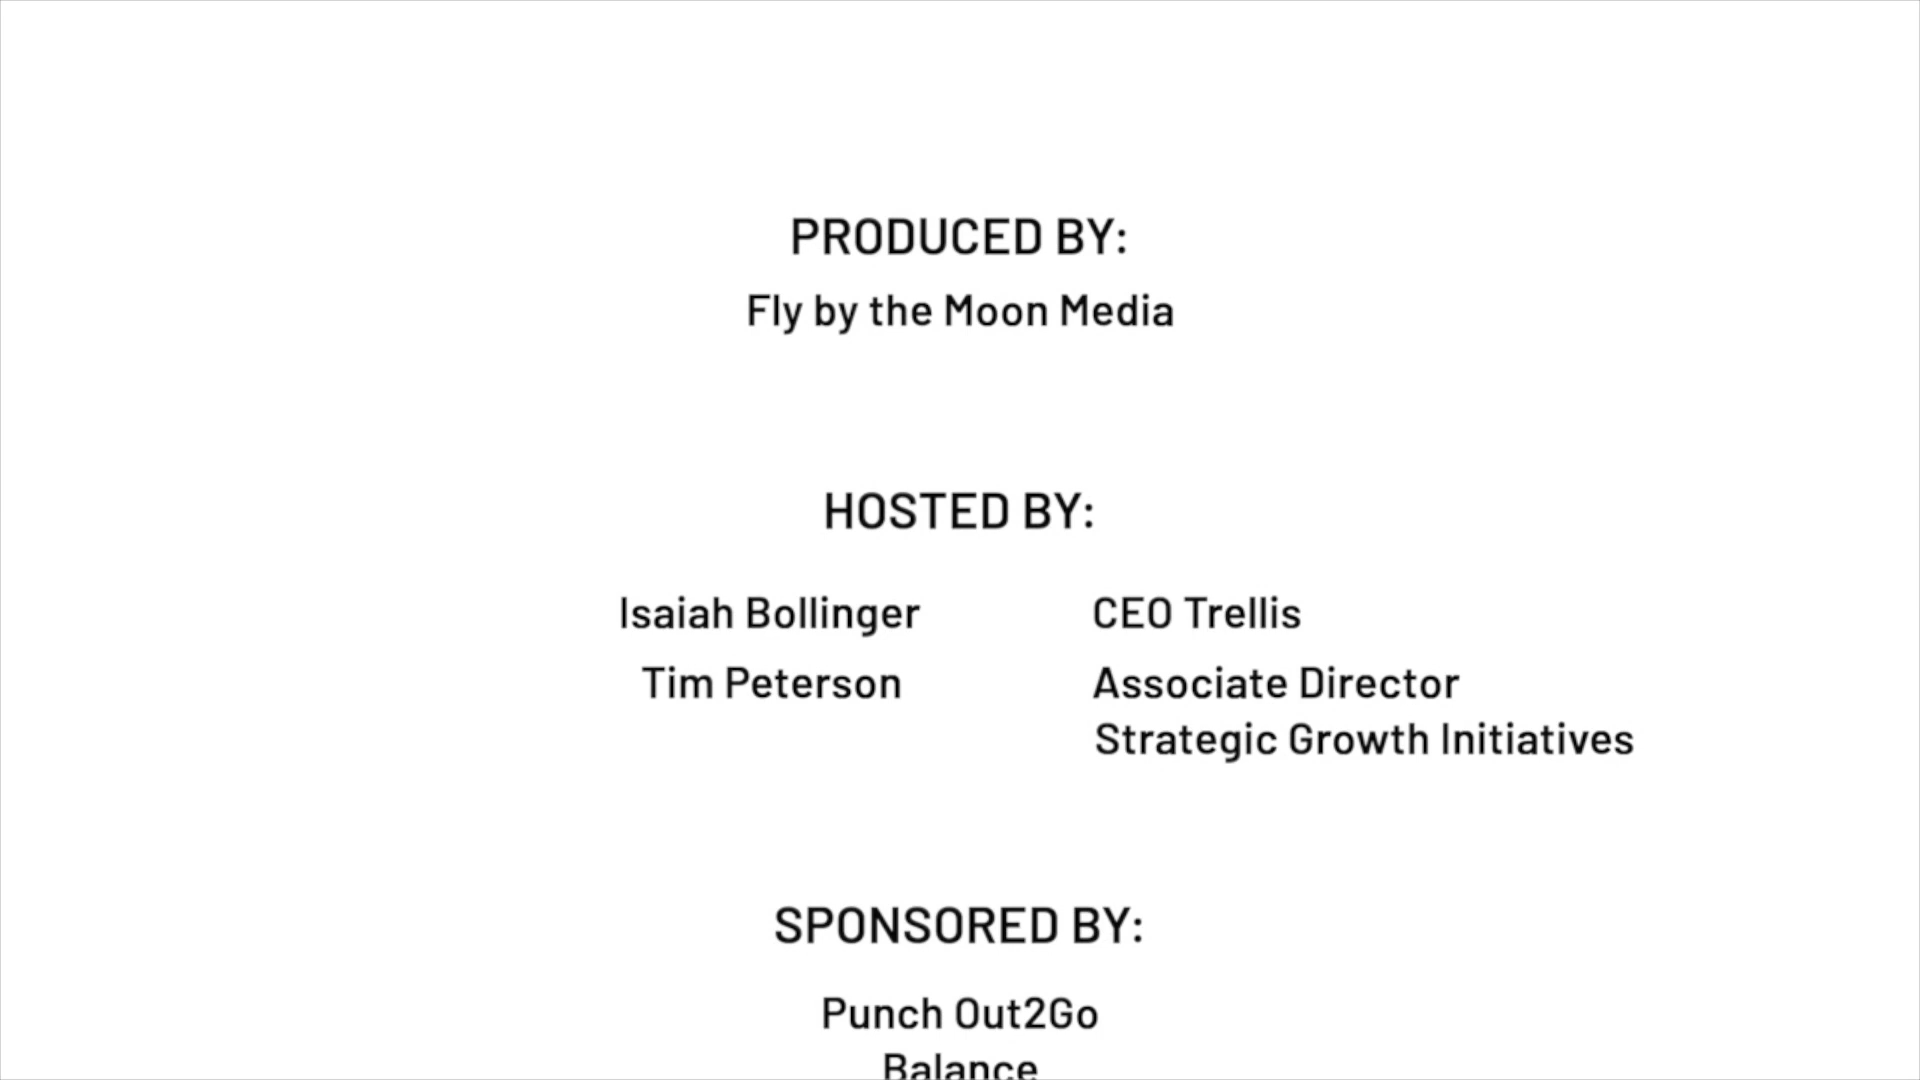 PRODUCED BY:
Fly by the Moon Media
HOSTED BY:
Isaiah Bollinger CEO Trellis
Tim Peterson Associate Director
Strategic Growth Initiatives
SPONSORED BY:
Punch Out2Go
Balance